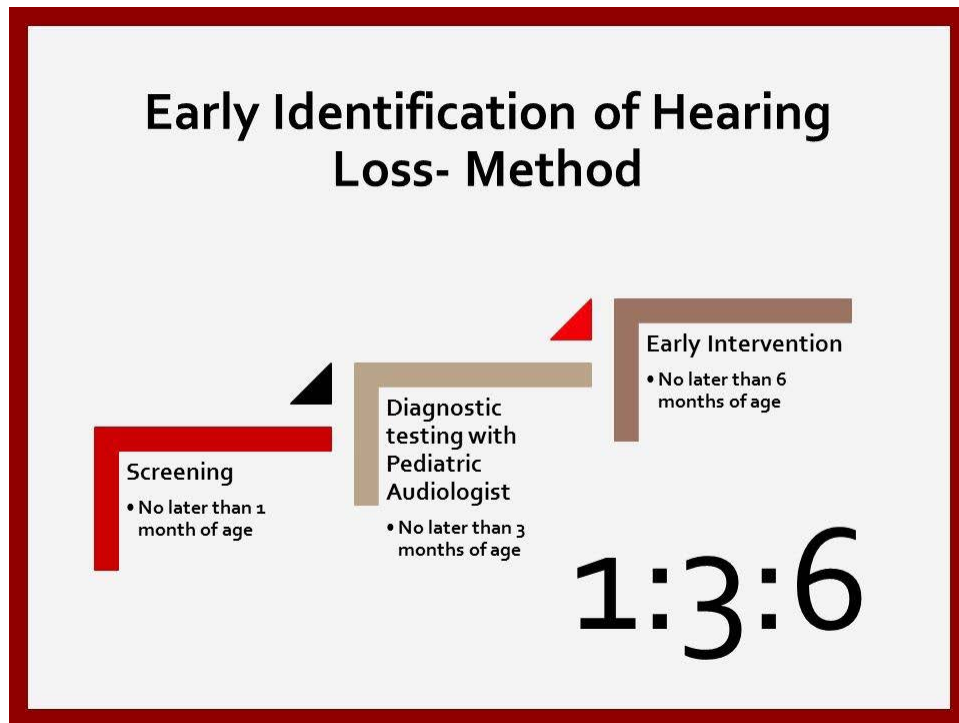 Early Identification of Hearing
Loss- Method
Screening
• No later than 1
month of age
Diagnostic
testing with
Pediatric
Audiologist
• No later than 3
months of age
Early Intervention
• No later than 6
months of age
1:3:6